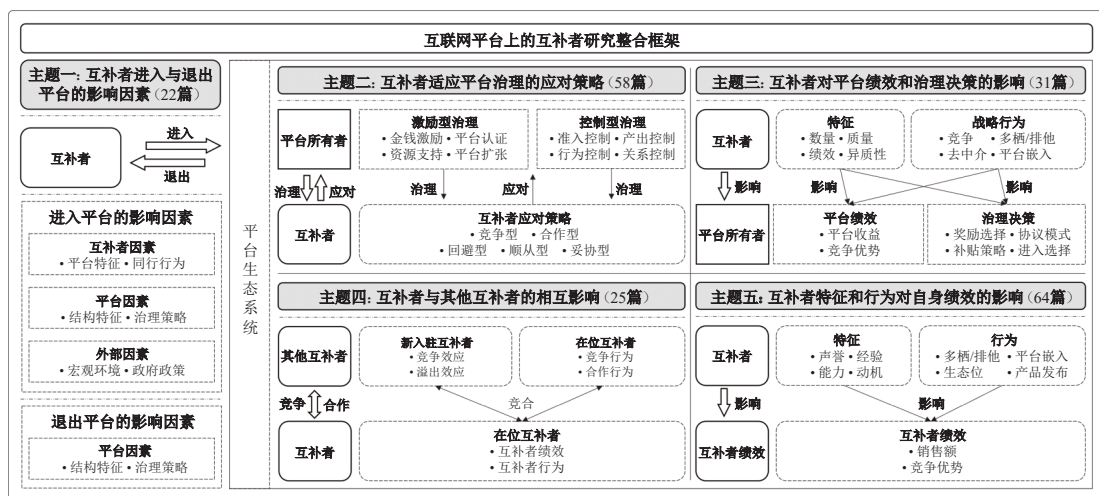 互联网平台上的互补者研究整合框架
主题一：互补者进入与退出
平台的影响因素（22篇）
互补者
进入
退出
进入平台的影响因素
互补者因素
• 平台特征 • 同行行为
平台因素
• 结构特征 • 治理策略
外部因素
• 宏观环境 • 政府政策
退出平台的影响因素
平台因素
• 结构特征 • 治理策略
平台生态系统
主题二：互补者适应平台治理的应对策略（58篇）
平台所有者
激励型治理
• 金钱激励 • 平台认证
• 资源支持 • 平台扩张
控制型治理
• 准入控制 • 产出控制
• 行为控制 • 关系控制
治理 应对
治理 应对 治理
互补者
互补者应对策略
• 竞争型 • 合作型
• 回避型 • 顺从型 • 妥协型
主题三：互补者对平台绩效和治理决策的影响（31篇）
互补者
特征
• 数量 • 质量
• 绩效 • 异质性
战略行为
• 竞争 • 多栖/排他
• 去中介 • 平台嵌入
影响
影响 影响
平台所有者
平台绩效
• 平台收益
• 竞争优势
治理决策
• 奖励选择 • 协议模式
• 补贴策略 • 进入选择
主题四：互补者与其他互补者的相互影响（25篇）
其他互补者
新入驻互补者
• 竞争效应
• 溢出效应
在位互补者
• 竞争行为
• 合作行为
竞争 合作
竞合
互补者
在位互补者
• 互补者绩效
• 互补者行为
主题五：互补者特征和行为对自身绩效的影响（64篇）
互补者
特征
• 声誉 • 经验
• 能力 • 动机
行为
• 多栖/排他 • 平台嵌入
• 生态位 • 产品发布
影响
影响
互补者绩效
互补者绩效
• 销售额
• 竞争优势